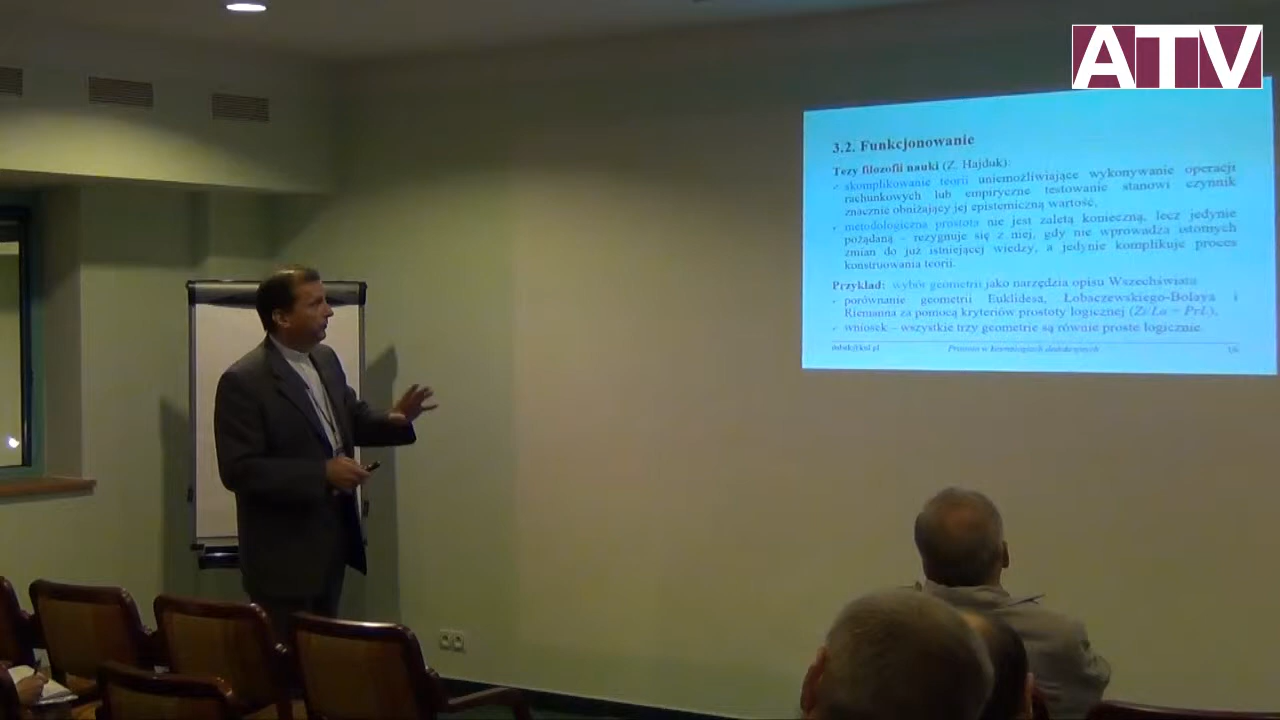 ATV
3.2. Funkcjonowanie
Tezy filozofii nauki (Z. Hajduk):
skomplikowanie teorii uniemożliwiające wykonywanie operacji
rachunkowych lub empiryczne testowanie stanowi czynnik
znacznie obniżający jej epistemiczną wartość,
metodologiczna prostota nie jest zaletą konieczną, lecz jedynie
pożądaną – rezygnuje się z niej, gdy nie wprowadza istotnych
zmian do już istniejącej wiedzy, a jedynie komplikuje proces
konstruowania teorii.
Przykład: wybór geometrii jako narzędzia opisu Wszechświata
porównanie geometrii Euklidesa, Łobaczewskiego-Bolaya i
Riemanna za pomocą kryteriów prostoty logicznej
wniosek – wszystkie trzy geometrie są równie proste logicznie.